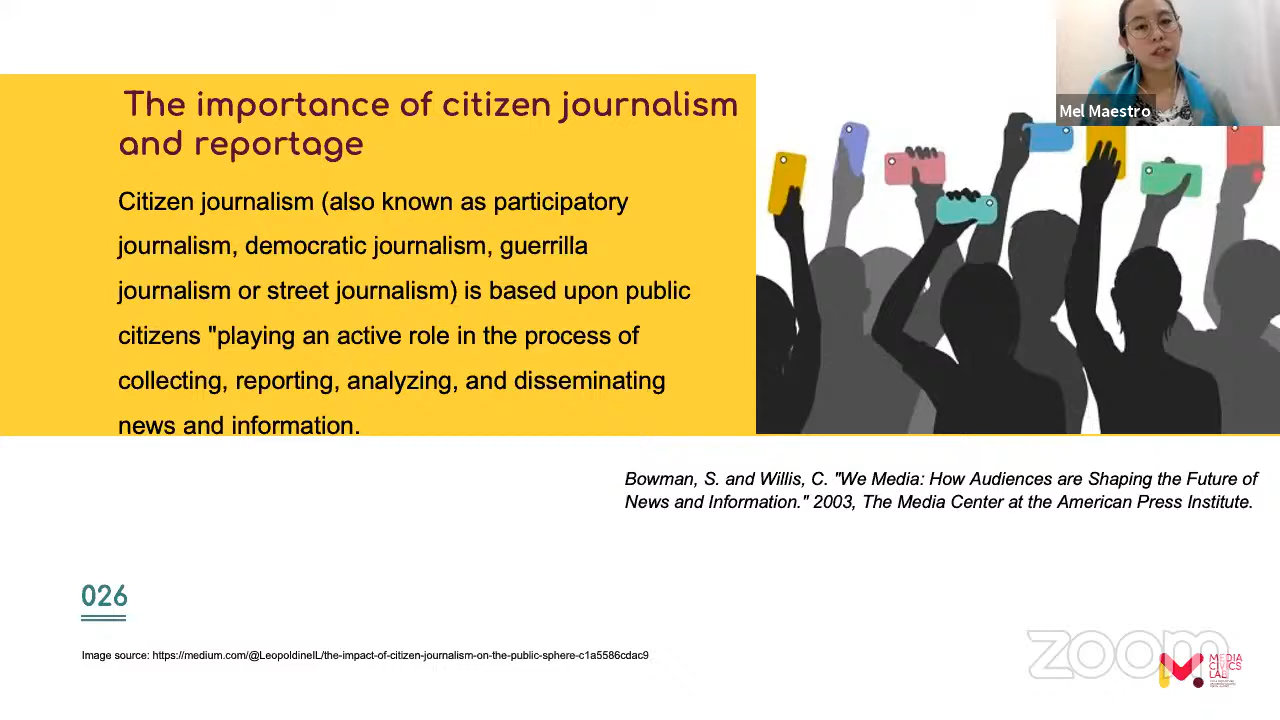 Mel Maestro
The importance of citizen journalism
and reportage
Citizen journalism (also known as participatory
journalism, democratic journalism, guerrilla
journalism or street journalism) is based upon public
citizens "playing an active role in the process of
collecting, reporting, analyzing, and disseminating
news and information.
Bowman, S. and Willis, C. "We Media: How Audiences are Shaping the Future of
News and Information." 2003, The Media Center at the American Press Institute.
026
Image source: https://medium.com/@LeopoldineIL/the-impact-of-citizen-journalism-on-the-public-sphere-c1a5586cdac9
zoom
MEDIA
CIVICS
LAB